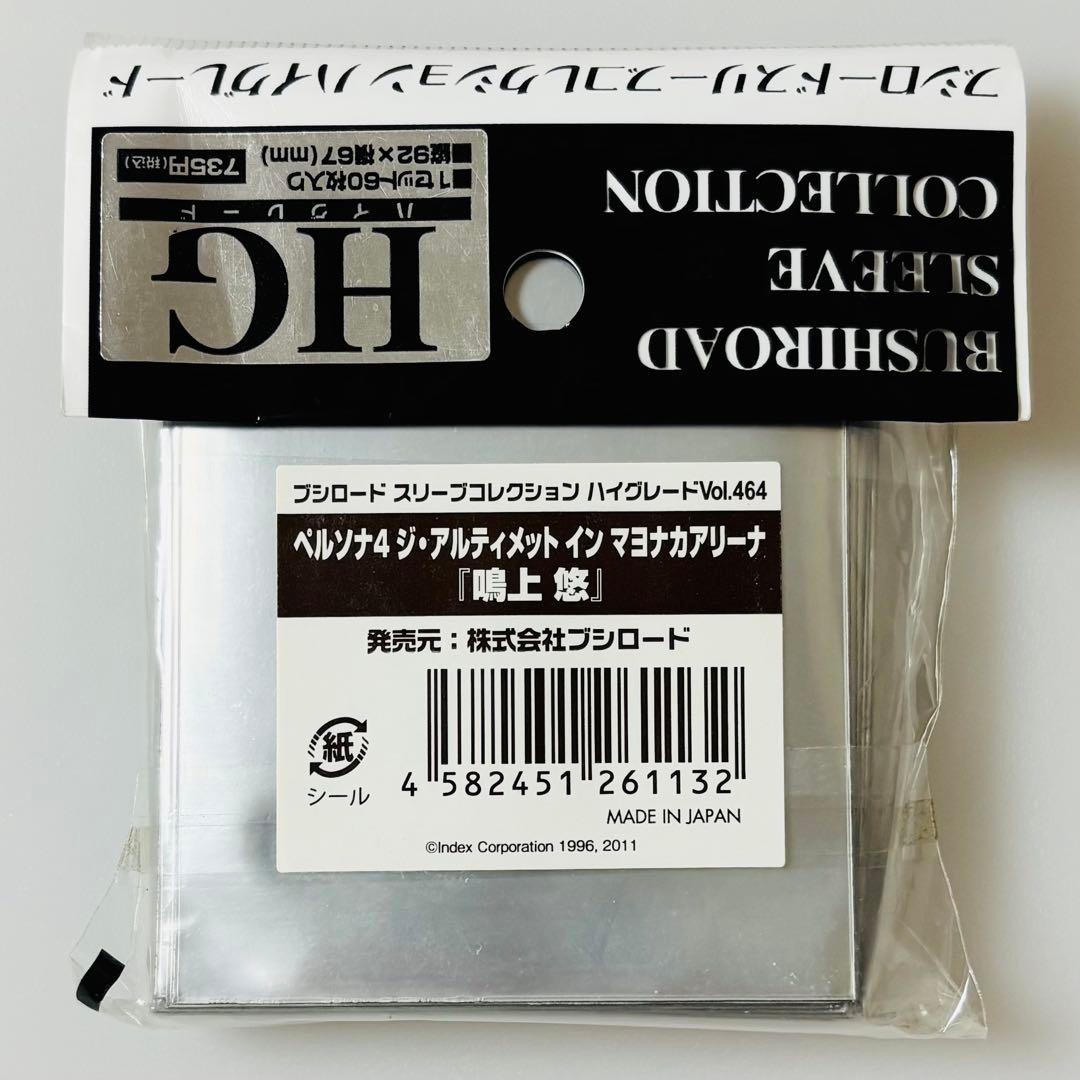 ブシロードスリーブコレクション ハイグレード
BUSHIROAD
SLEEVE
COLLECTION
HG
ハイグレード
■1セット60枚入り
■縦92×横67(mm)
735円(税込)
ブシロード スリーブコレクション ハイグレードVol.464
ペルソナ4 ジ・アルティメット イン マヨナカアリーナ
『鳴上 悠』
発売元:株式会社ブシロード
紙
シール
4 582451 261132
MADE IN JAPAN
©Index Corporation 1996, 2011